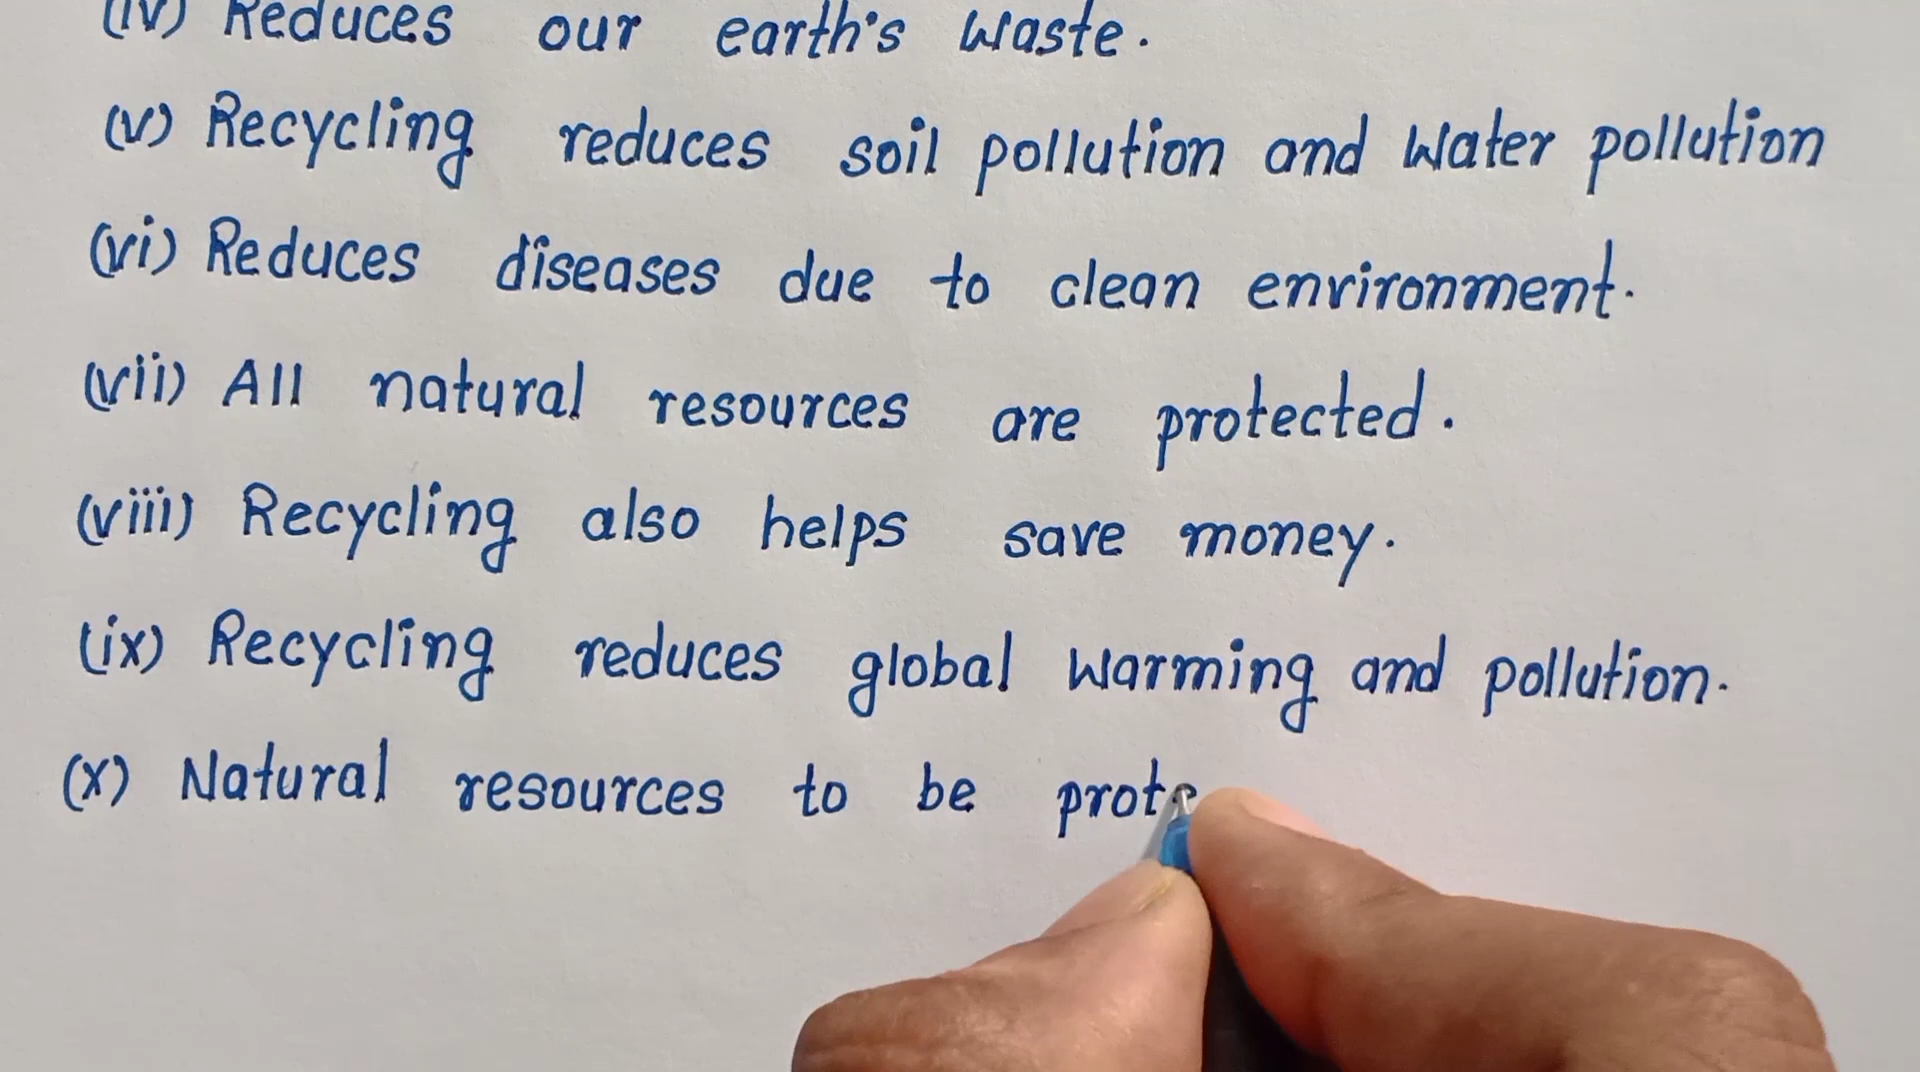 (iv) Reduces our earth's waste.
(v) Recycling reduces soil pollution and water pollution
(vi) Reduces diseases due to clean environment.
(vii) All natural resources are protected.
(viii) Recycling also helps save money.
(ix) Recycling reduces global warming and pollution.
(x) Natural resources to be prote